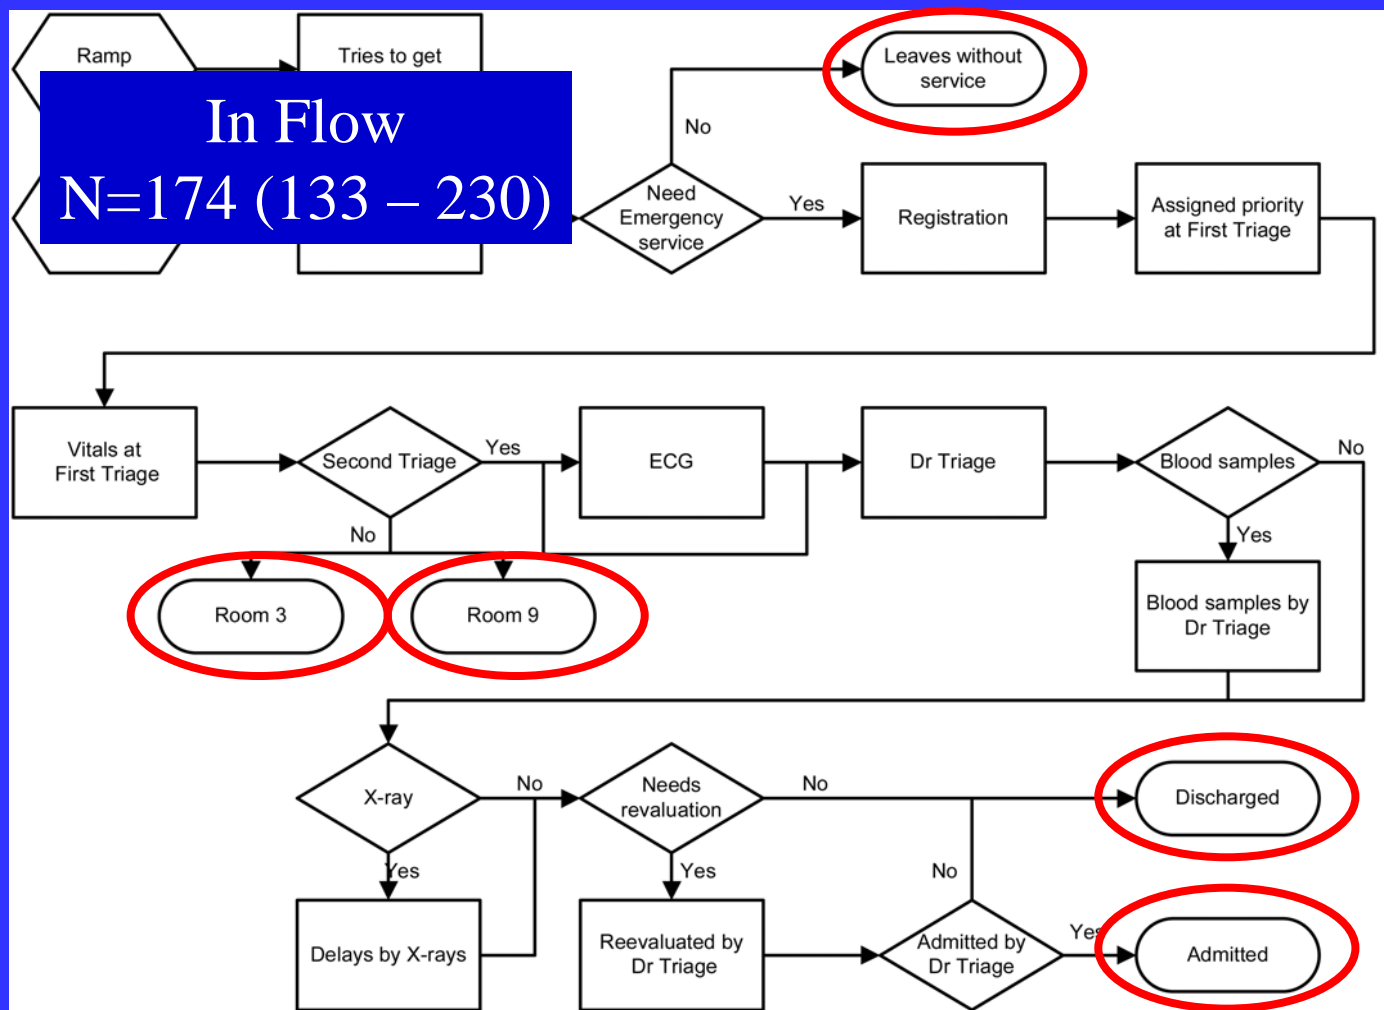 Ramp
Tries to get
In Flow
N=174 (133 – 230)
Leaves without
service
No
Need
Emergency
service
Yes
Registration
Assigned priority
at First Triage
Vitals at
First Triage
Second Triage
Yes
No
ECG
Dr Triage
Blood samples
No
Yes
Room 3
Room 9
Blood samples by
Dr Triage
X-ray
No
Yes
Needs
revaluation
No
Yes
Discharged
Delays by X-rays
Reevaluated by
Dr Triage
No
Admitted by
Dr Triage
Yes
Admitted